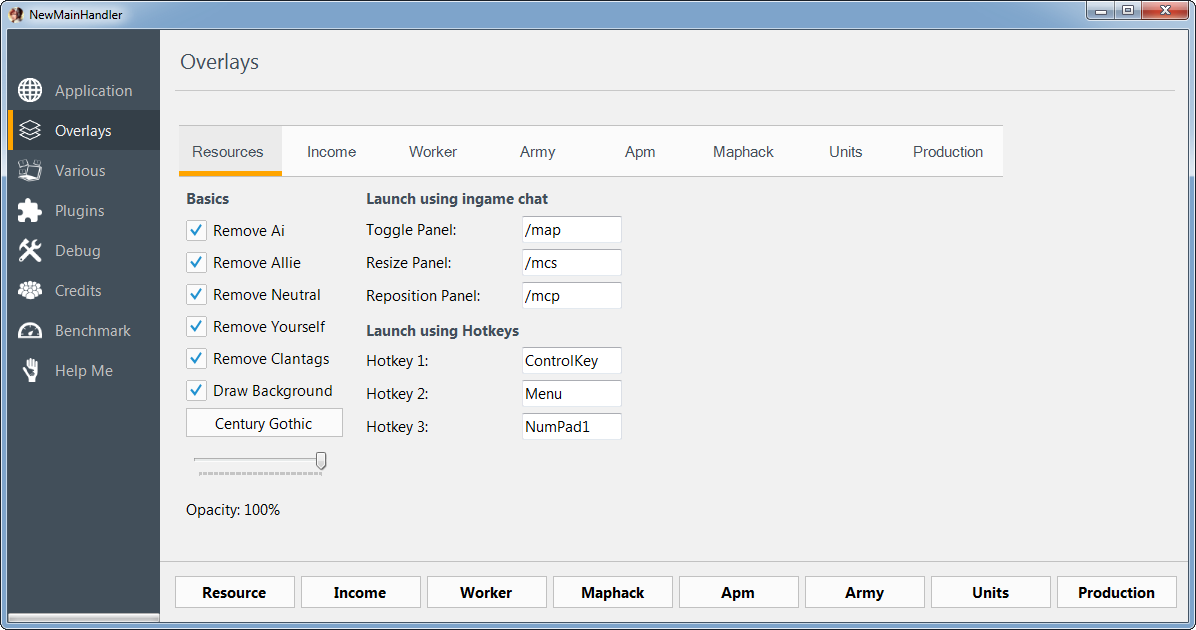 NewMainHandler
Application
Overlays
Various
Plugins
Debug
Credits
Benchmark
Help Me
Overlays
Resources Income Worker Army Apm Maphack Units Production
Basics
Remove Ai
Remove Allie
Remove Neutral
Remove Yourself
Remove Clantags
Draw Background
Century Gothic
Opacity: 100%
Launch using ingame chat
Toggle Panel: /map
Resize Panel: /mcs
Reposition Panel: /mcp
Launch using Hotkeys
Hotkey 1: ControlKey
Hotkey 2: Menu
Hotkey 3: NumPad1
Resource Income Worker Maphack Apm Army Units Production